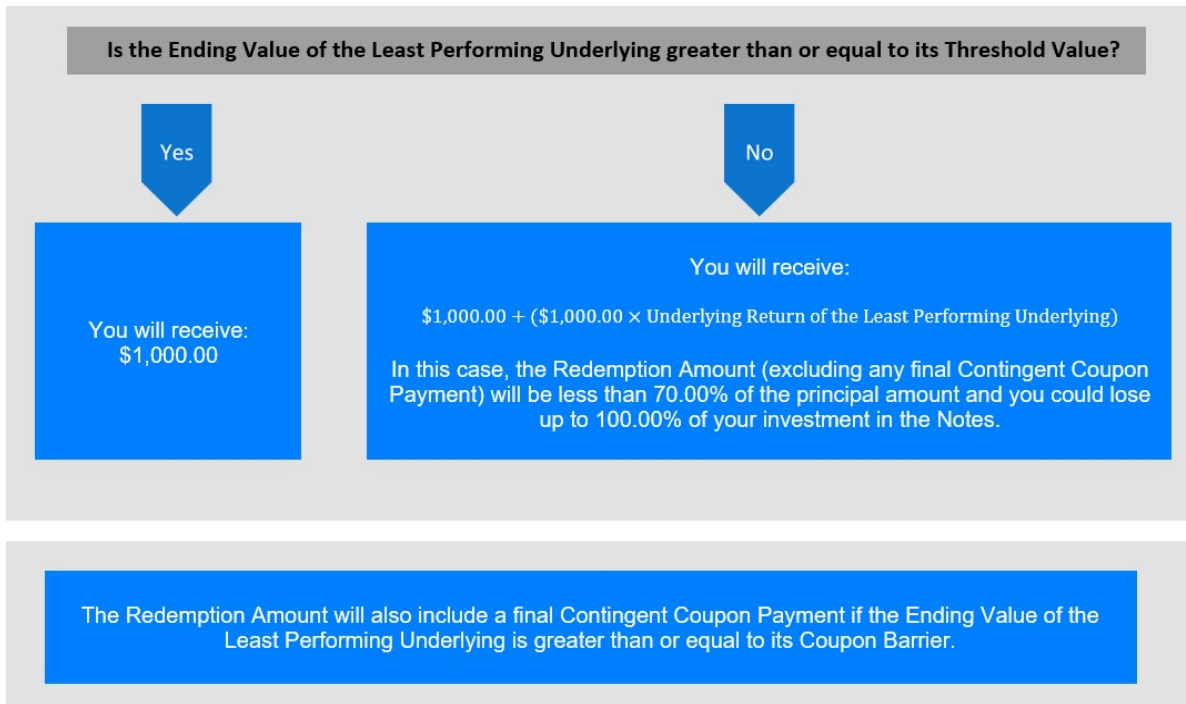 Is the Ending Value of the Least Performing Underlying greater than or equal to its Threshold Value?
Yes
No
You will receive:
$1,000.00
You will receive:
$1,000.00 + ($1,000.00 × Underlying Return of the Least Performing Underlying)
In this case, the Redemption Amount (excluding any final Contingent Coupon
Payment) will be less than 70.00% of the principal amount and you could lose
up to 100.00% of your investment in the Notes.
The Redemption Amount will also include a final Contingent Coupon Payment if the Ending Value of the
Least Performing Underlying is greater than or equal to its Coupon Barrier.